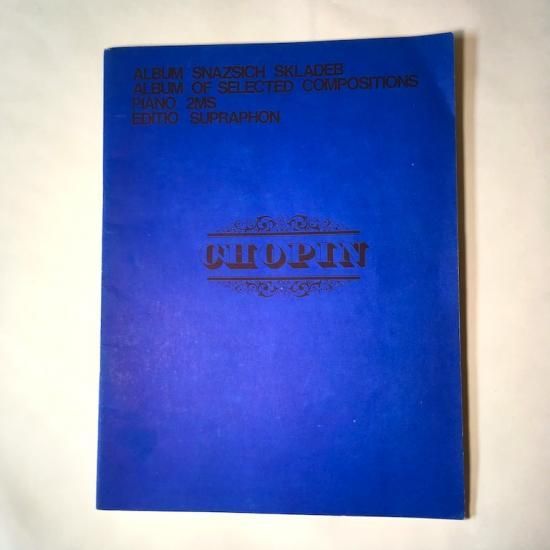 ALBUM SNAZSICH SKLADEB
ALBUM OF SELECTED COMPOSITIONS
PIANO 2MS
EDITIO SUPRAPHON
CHOPIN